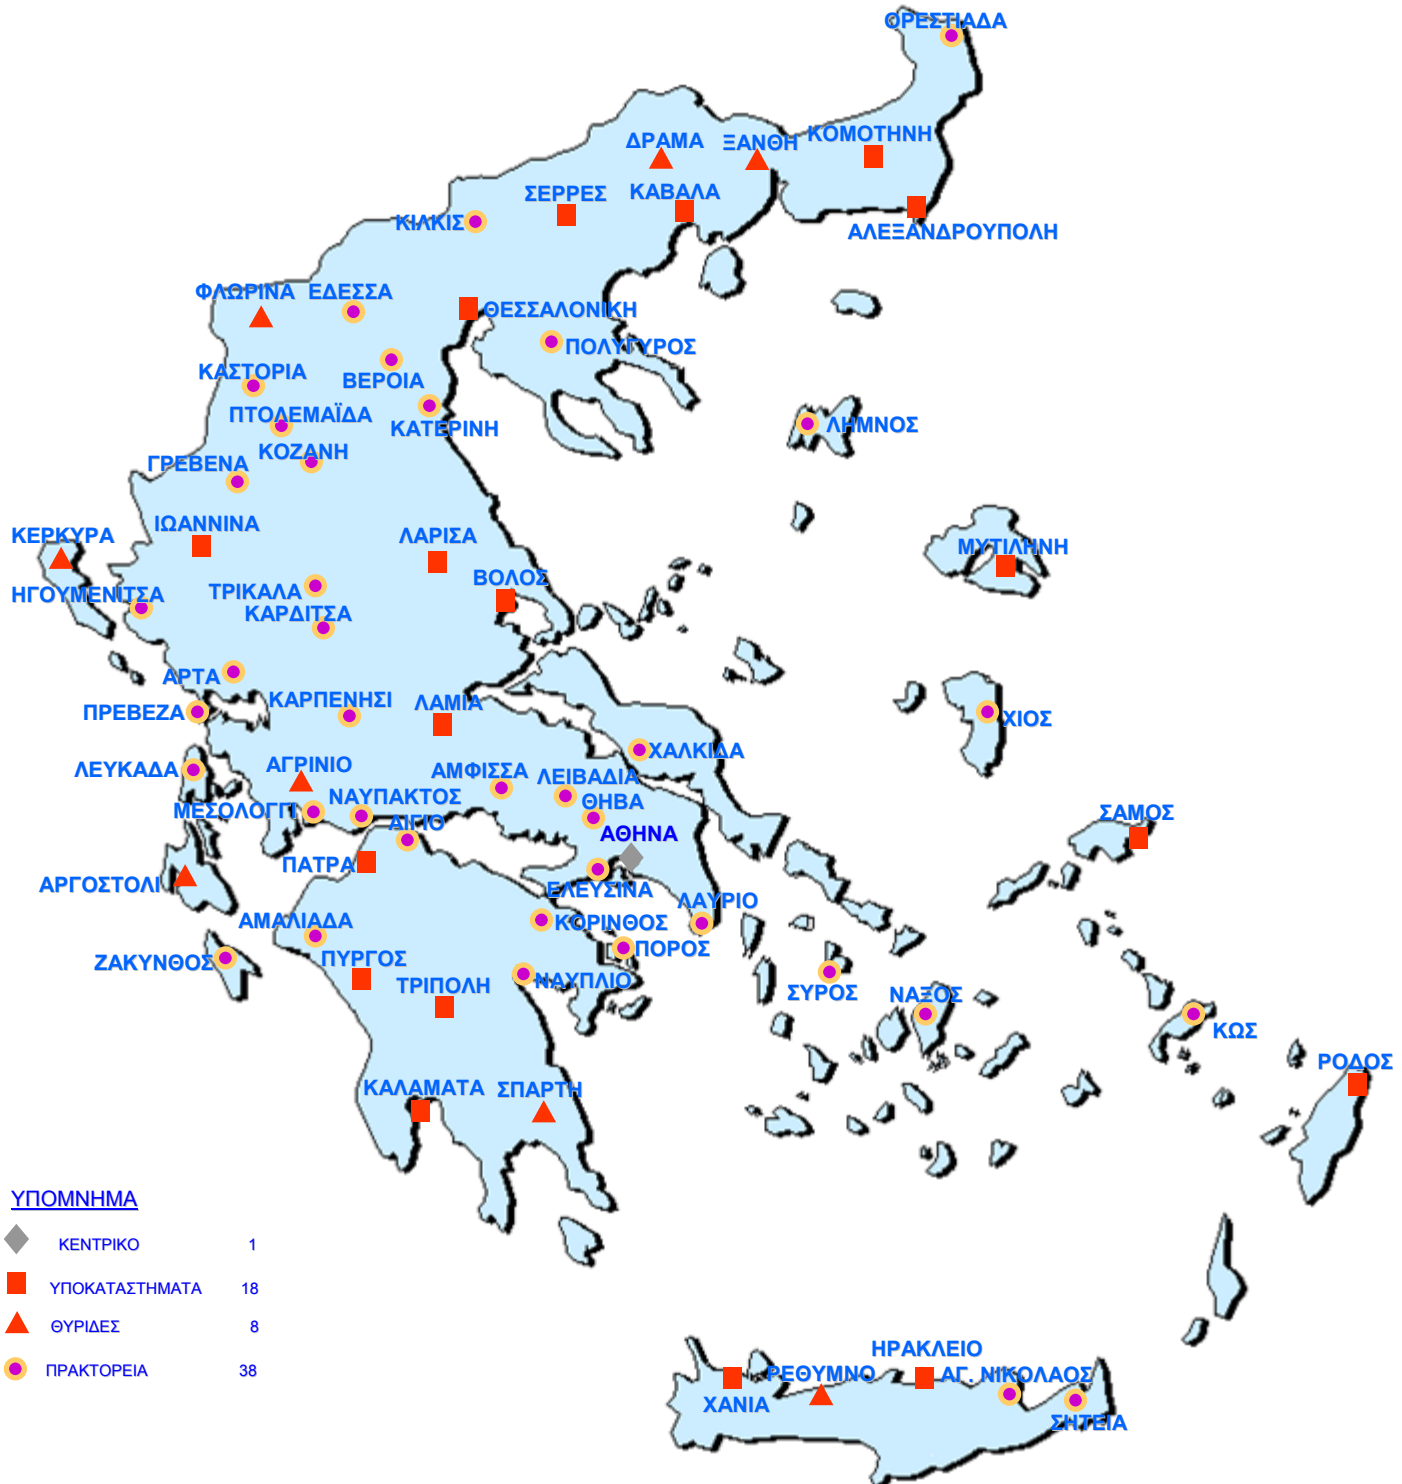 ΟΡΕΣΤΙΑΔΑ
ΔΡΑΜΑ
ΞΑΝΘΗ
ΚΟΜΟΤΗΝΗ
ΣΕΡΡΕΣ
ΚΑΒΑΛΑ
ΚΙΛΚΙΣ
ΑΛΕΞΑΝΔΡΟΥΠΟΛΗ
ΦΛΩΡΙΝΑ
ΕΔΕΣΣΑ
ΘΕΣΣΑΛΟΝΙΚΗ
ΠΟΛΥΓΥΡΟΣ
ΚΑΣΤΟΡΙΑ
ΒΕΡΟΙΑ
ΠΤΟΛΕΜΑΪΔΑ
ΚΑΤΕΡΙΝΗ
ΛΗΜΝΟΣ
ΚΟΖΑΝΗ
ΓΡΕΒΕΝΑ
ΙΩΑΝΝΙΝΑ
ΚΕΡΚΥΡΑ
ΛΑΡΙΣΑ
ΜΥΤΙΛΗΝΗ
ΒΟΛΟΣ
ΗΓΟΥΜΕΝΙΤΣΑ
ΤΡΙΚΑΛΑ
ΚΑΡΔΙΤΣΑ
ΑΡΤΑ
ΚΑΡΠΕΝΗΣΙ
ΛΑΜΙΑ
ΠΡΕΒΕΖΑ
ΧΙΟΣ
ΧΑΛΚΙΔΑ
ΛΕΥΚΑΔΑ
ΑΓΡΙΝΙΟ
ΑΜΦΙΣΣΑ
ΛΕΙΒΑΔΙΑ
ΜΕΣΟΛΟΓΓΙ
ΝΑΥΠΑΚΤΟΣ
ΘΗΒΑ
ΣΑΜΟΣ
ΑΙΓΙΟ
ΑΘΗΝΑ
ΠΑΤΡΑ
ΑΡΓΟΣΤΟΛΙ
ΕΛΕΥΣΙΝΑ
ΛΑΥΡΙΟ
ΑΜΑΛΙΑΔΑ
ΚΟΡΙΝΘΟΣ
ΠΟΡΟΣ
ΖΑΚΥΝΘΟΣ
ΠΥΡΓΟΣ
ΝΑΥΠΛΙΟ
ΤΡΙΠΟΛΗ
ΣΥΡΟΣ
ΝΑΞΟΣ
ΚΩΣ
ΡΟΔΟΣ
ΚΑΛΑΜΑΤΑ
ΣΠΑΡΤΗ
ΥΠΟΜΝΗΜΑ
ΚΕΝΤΡΙΚΟ 1
ΥΠΟΚΑΤΑΣΤΗΜΑΤΑ 18
ΘΥΡΙΔΕΣ 8
ΠΡΑΚΤΟΡΕΙΑ 38
ΗΡΑΚΛΕΙΟ
ΡΕΘΥΜΝΟ
ΑΓ. ΝΙΚΟΛΑΟΣ
ΧΑΝΙΑ
ΣΗΤΕΙΑ